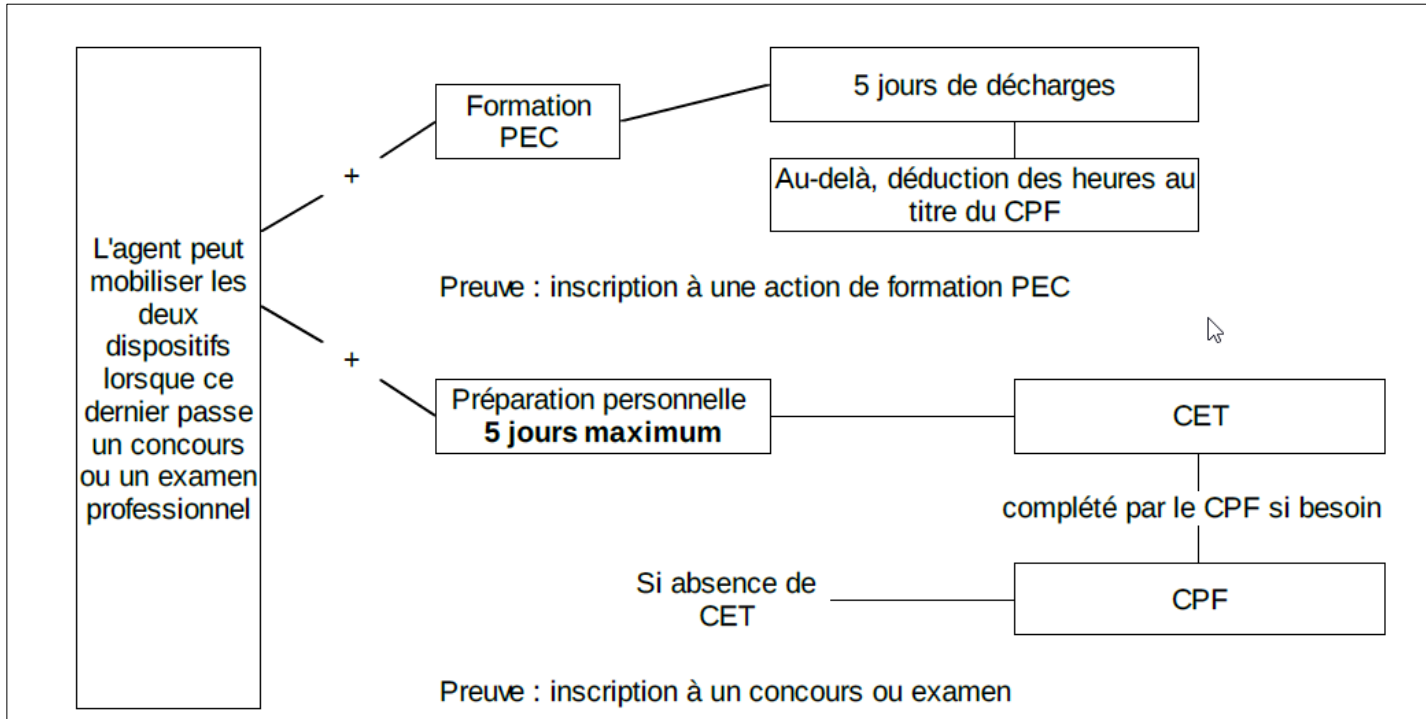 L'agent peut
mobiliser les
deux
dispositifs
lorsque ce
dernier passe
un concours
ou un examen
professionnel
+
Formation
PEC
5 jours de décharges
Au-delà, déduction des heures au
titre du CPF
Preuve : inscription à une action de formation PEC
+
Préparation personnelle
5 jours maximum
CET
complété par le CPF si besoin
Si absence de
CET
CPF
Preuve : inscription à un concours ou examen